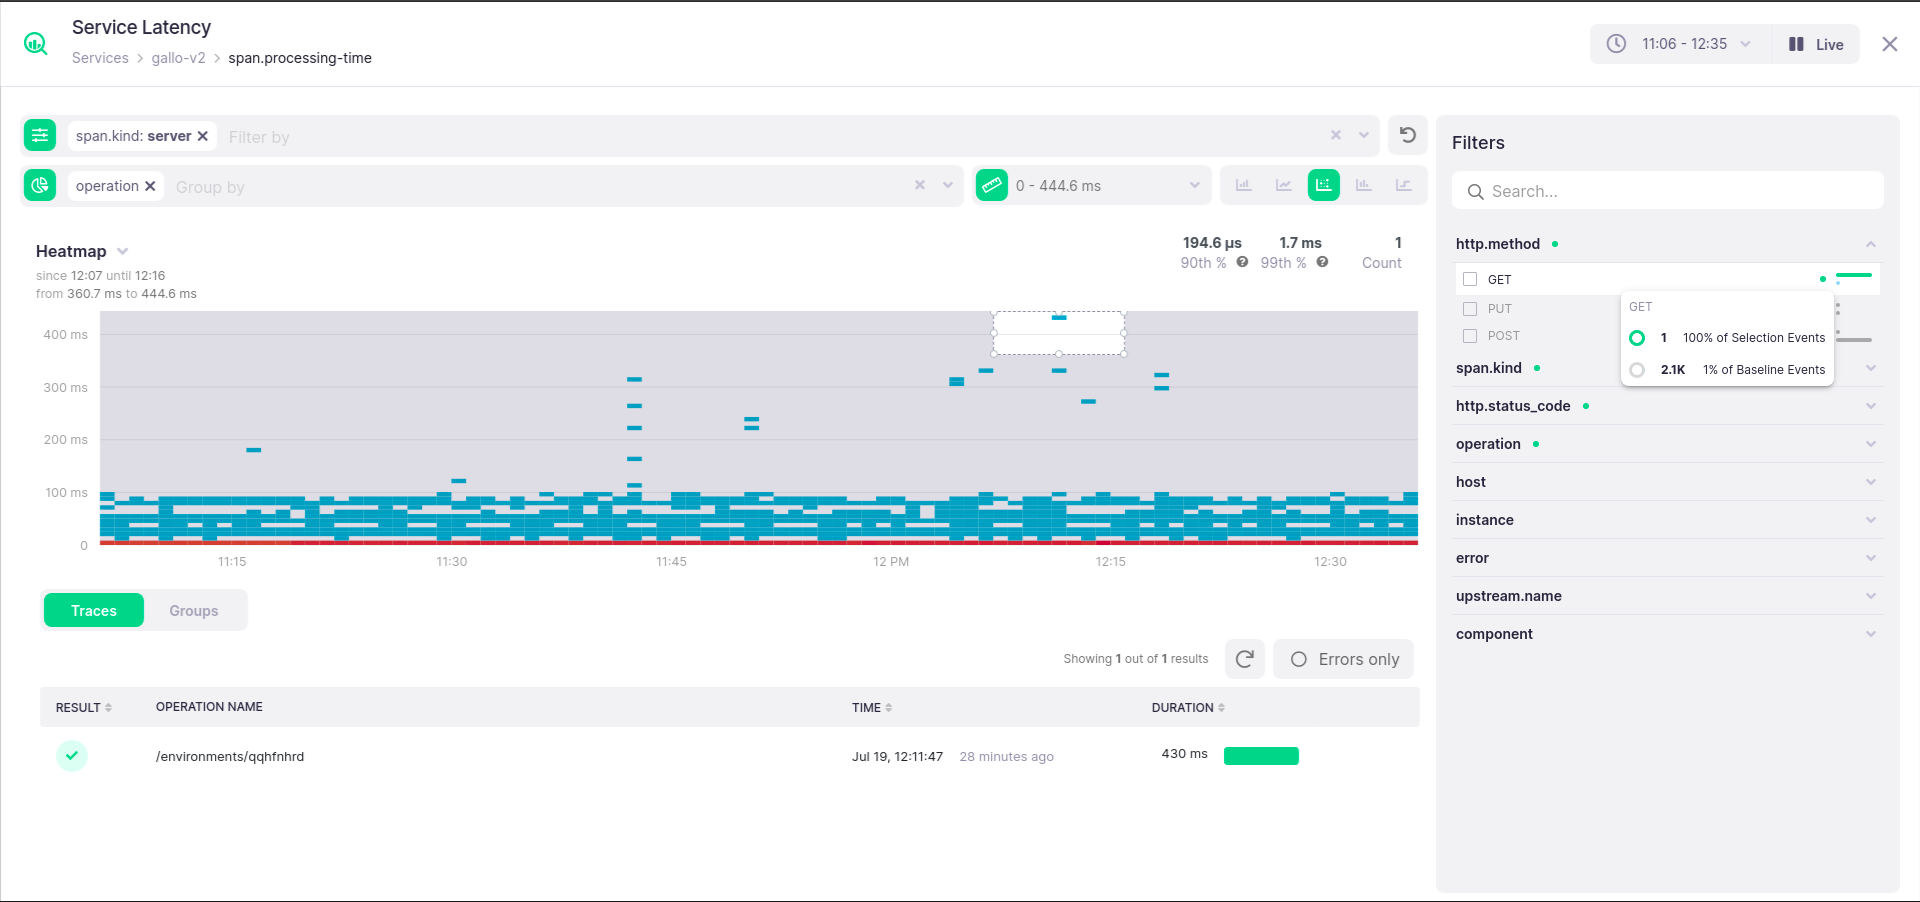 Service Latency
Services > gallo-v2 > span.processing-time
11:06 - 12:35
Live
span.kind: server
Filter by
operation
Group by
0 - 444.6 ms
Heatmap
since 12:07 until 12:16
from 360.7 ms to 444.6 ms
194.6 µs
90th %
1.7 ms
99th %
1
Count
400 ms
300 ms
200 ms
100 ms
0
11:15
11:30
11:45
12 PM
12:15
12:30
Traces
Groups
Showing 1 out of 1 results
Errors only
RESULT
OPERATION NAME
TIME
DURATION
/environments/qqhfnhrd
Jul 19, 12:11:47
28 minutes ago
430 ms
Filters
Search...
http.method
GET
PUT
POST
GET
1 100% of Selection Events
2.1K 1% of Baseline Events
span.kind
http.status_code
operation
host
instance
error
upstream.name
component